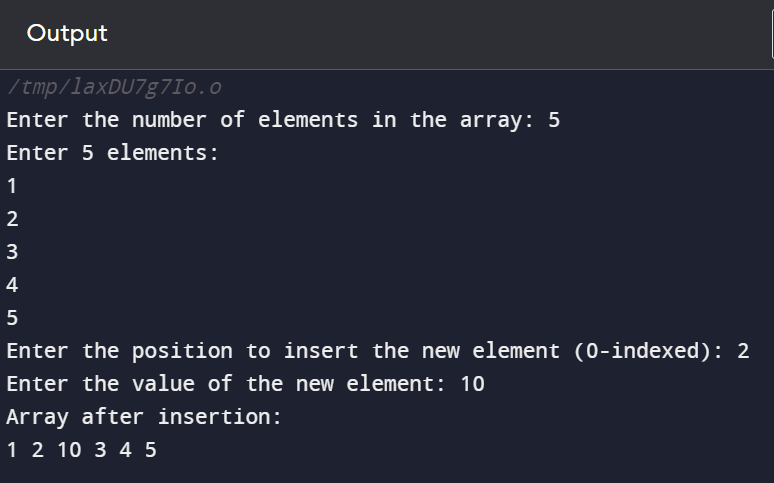 Output
/tmp/laxDU7g7Io.o
Enter the number of elements in the array: 5
Enter 5 elements:
1
2
3
4
5
Enter the position to insert the new element (0-indexed): 2
Enter the value of the new element: 10
Array after insertion:
1 2 10 3 4 5